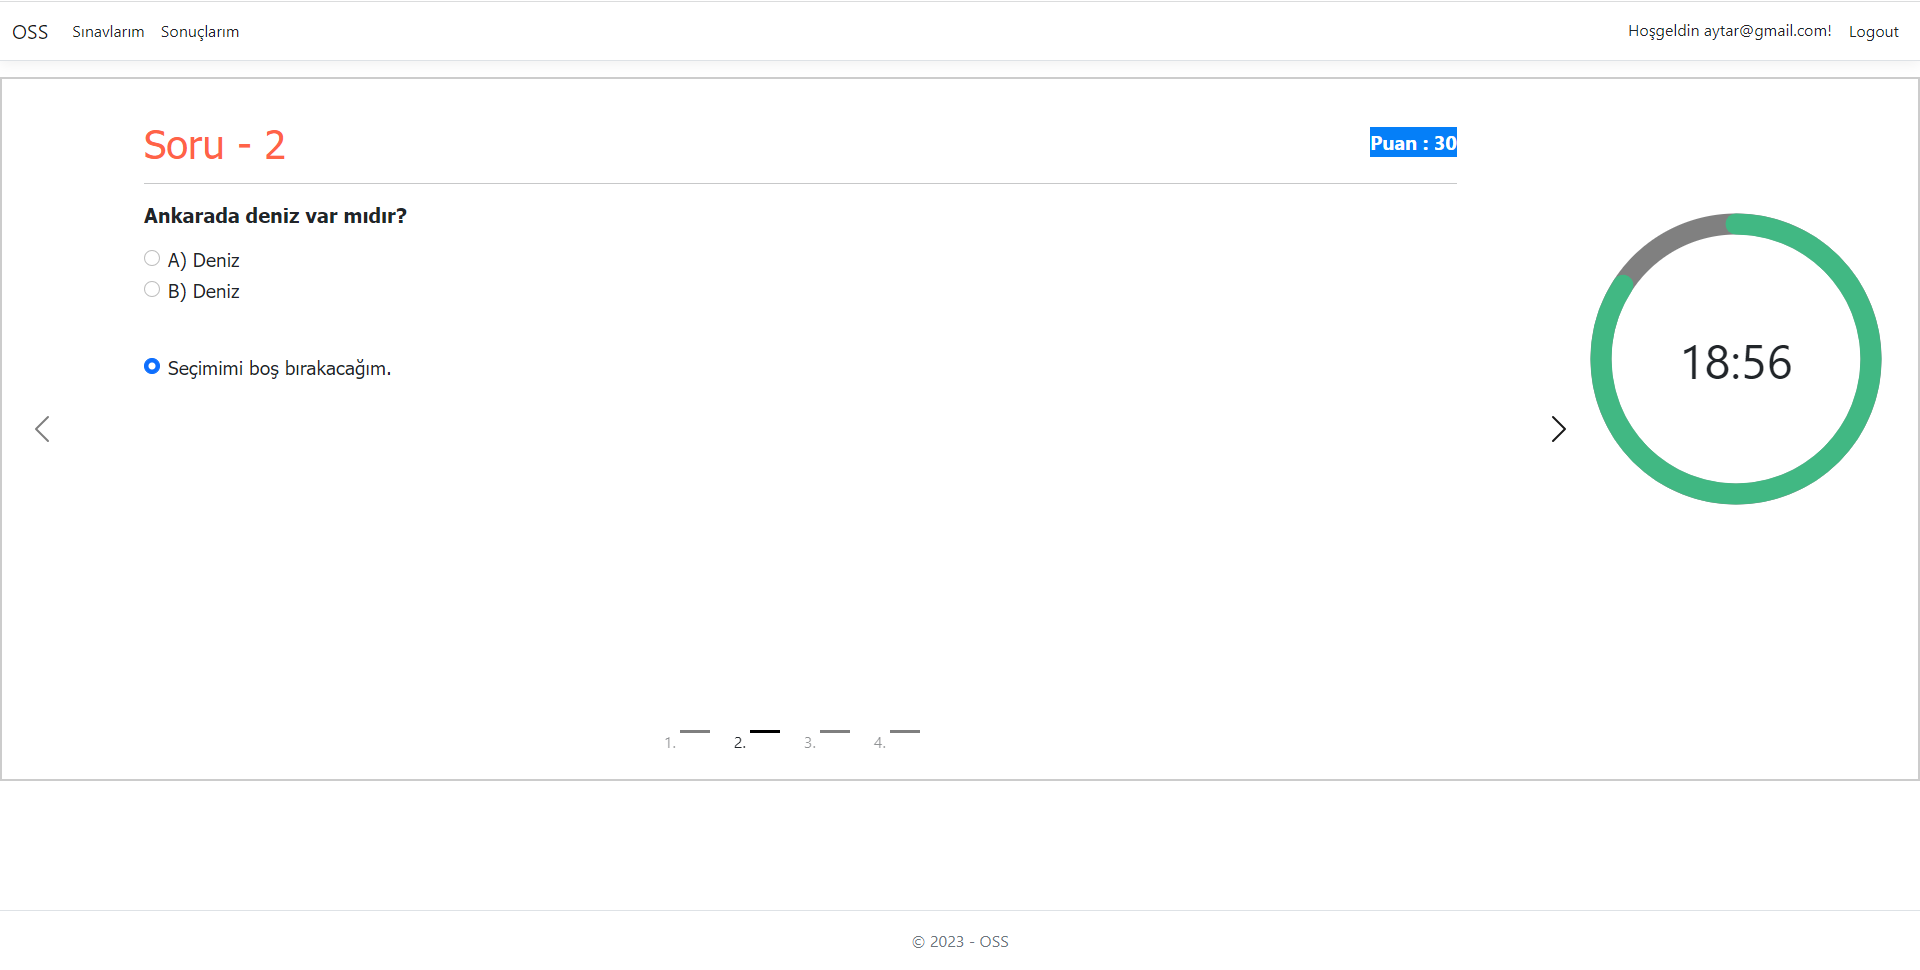 OSS Sınavlarım Sonuçlarım Hoşgeldin aytar@gmail.com! Logout
Soru - 2
Puan : 30
Ankarada deniz var mıdır?
A) Deniz
B) Deniz
Seçimimi boş bırakacağım.
18:56
1. 2. 3. 4.
© 2023 - OSS